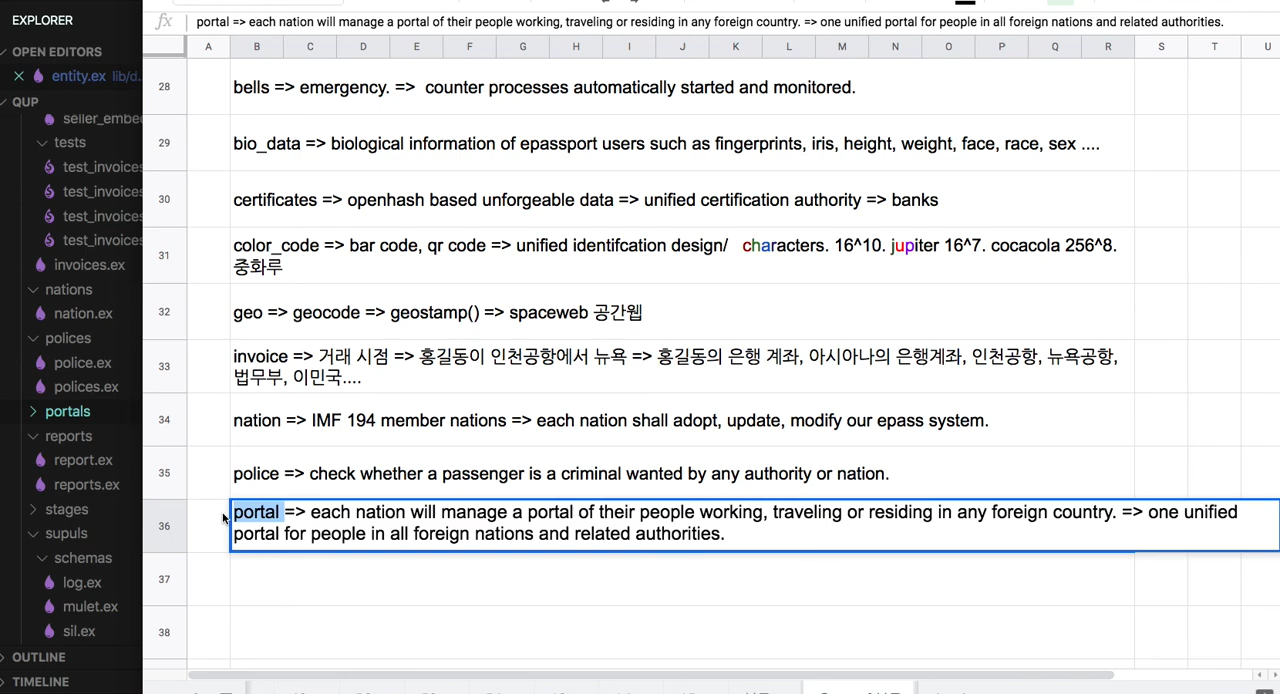 EXPLORER
OPEN EDITORS
entity.ex lib/d...
QUP
seller_embe
tests
test_invoices
test_invoices
test_invoices
test_invoices
invoices.ex
nations
nation.ex
polices
police.ex
polices.ex
portals
reports
report.ex
reports.ex
stages
supuls
schemas
log.ex
mulet.ex
sil.ex
OUTLINE
TIMELINE
fx portal => each nation will manage a portal of their people working, traveling or residing in any foreign country. => one unified portal for people in all foreign nations and related authorities.
A B C D E F G H I J K L M N O P Q R S T U
28 bells => emergency. => counter processes automatically started and monitored.
29 bio_data => biological information of epassport users such as fingerprints, iris, height, weight, face, race, sex ....
30 certificates => openhash based unforgeable data => unified certification authority => banks
31 color_code => bar code, qr code => unified identifcation design/ characters. 16^10. jupiter 16^7. cocacola 256^8.
중화루
32 geo => geocode => geostamp() => spaceweb 공간웹
33 invoice => 거래 시점 => 홍길동이 인천공항에서 뉴욕 => 홍길동의 은행 계좌, 아시아나의 은행계좌, 인천공항, 뉴욕공항,
법무부, 이민국....
34 nation => IMF 194 member nations => each nation shall adopt, update, modify our epass system.
35 police => check whether a passenger is a criminal wanted by any authority or nation.
36 portal => each nation will manage a portal of their people working, traveling or residing in any foreign country. => one unified
portal for people in all foreign nations and related authorities.
37
38